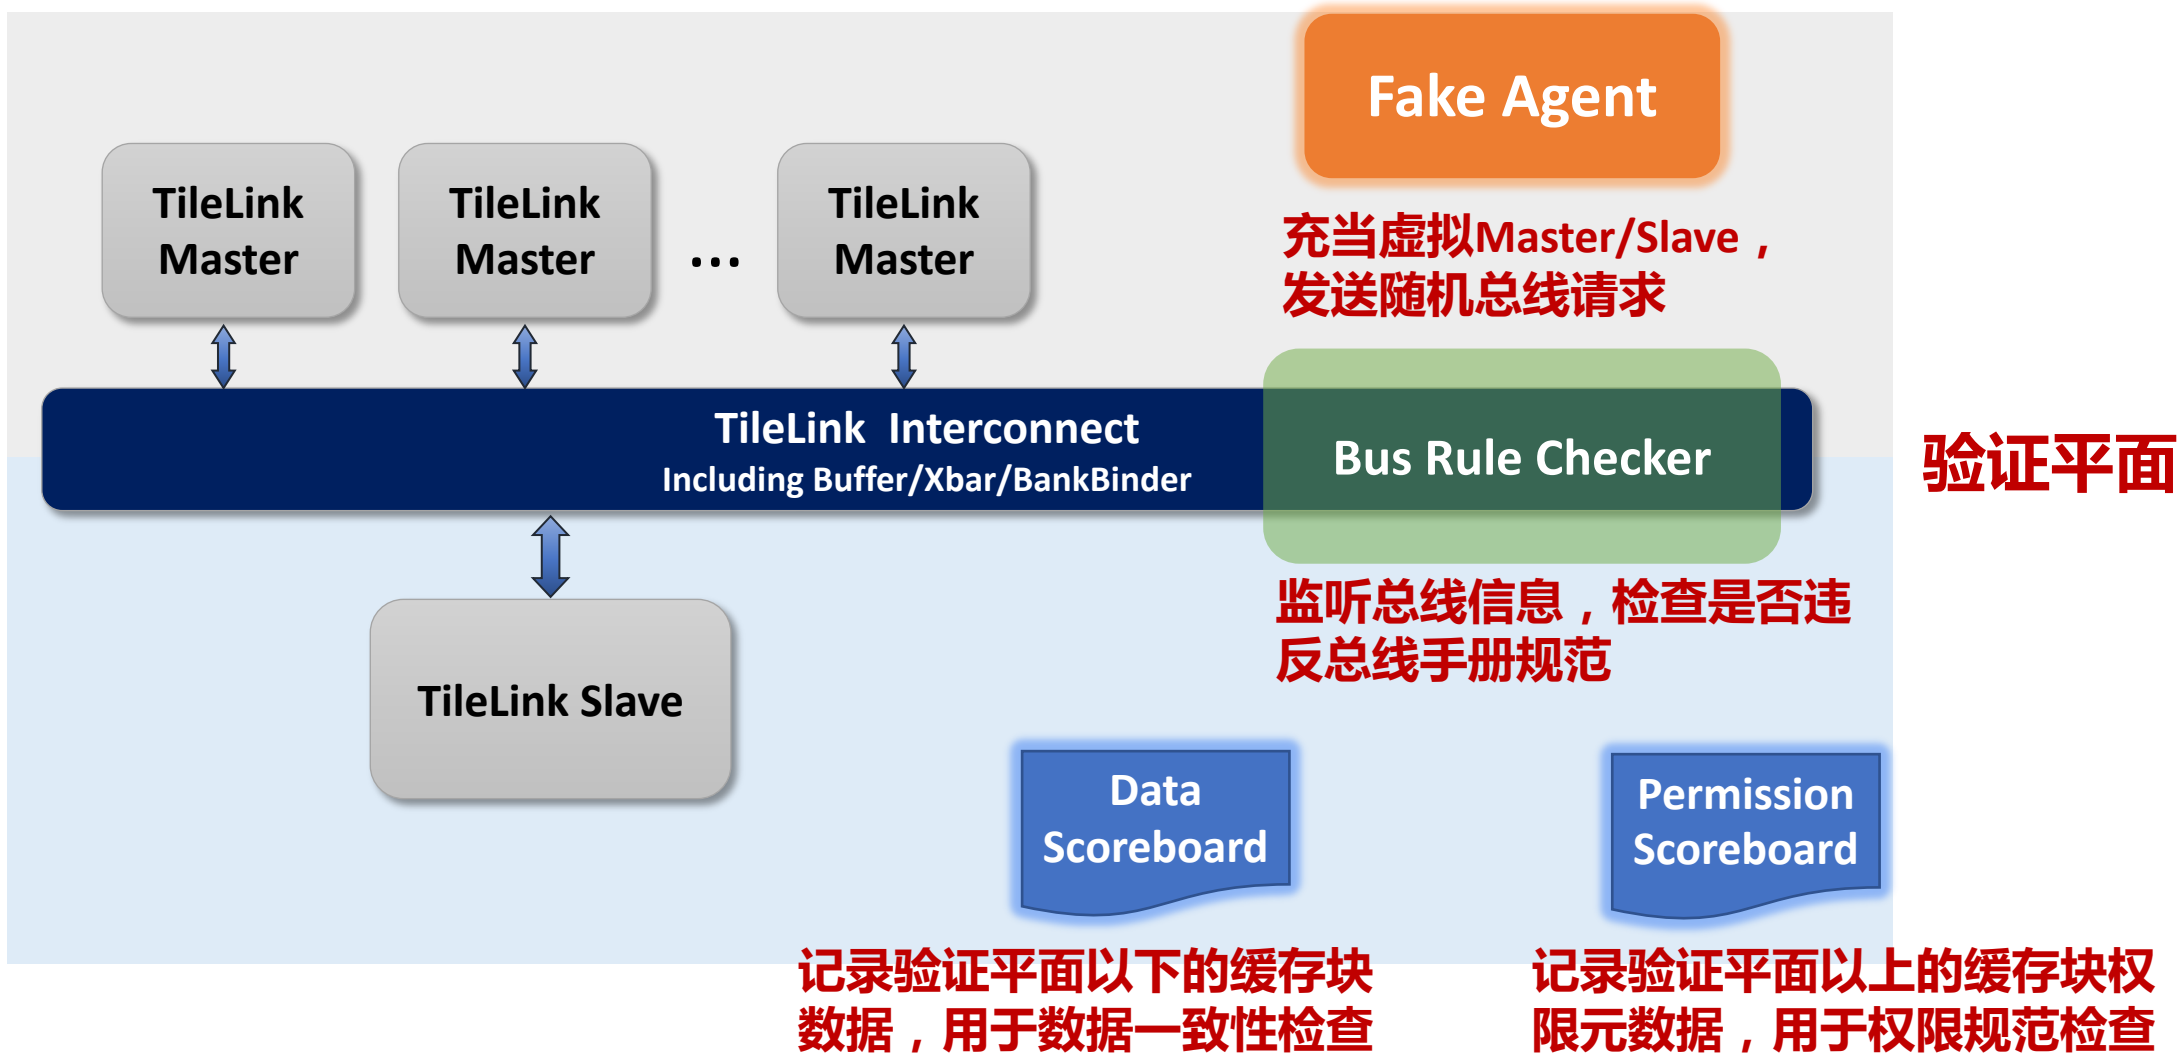 Fake Agent
充当虚拟Master/Slave，
发送随机总线请求
TileLink
Master
TileLink
Master
...
TileLink
Master
TileLink  Interconnect
Including Buffer/Xbar/BankBinder
Bus Rule Checker
验证平面
监听总线信息，检查是否违
反总线手册规范
TileLink Slave
Data
Scoreboard
Permission
Scoreboard
记录验证平面以下的缓存块
数据，用于数据一致性检查
记录验证平面以上的缓存块权
限元数据，用于权限规范检查